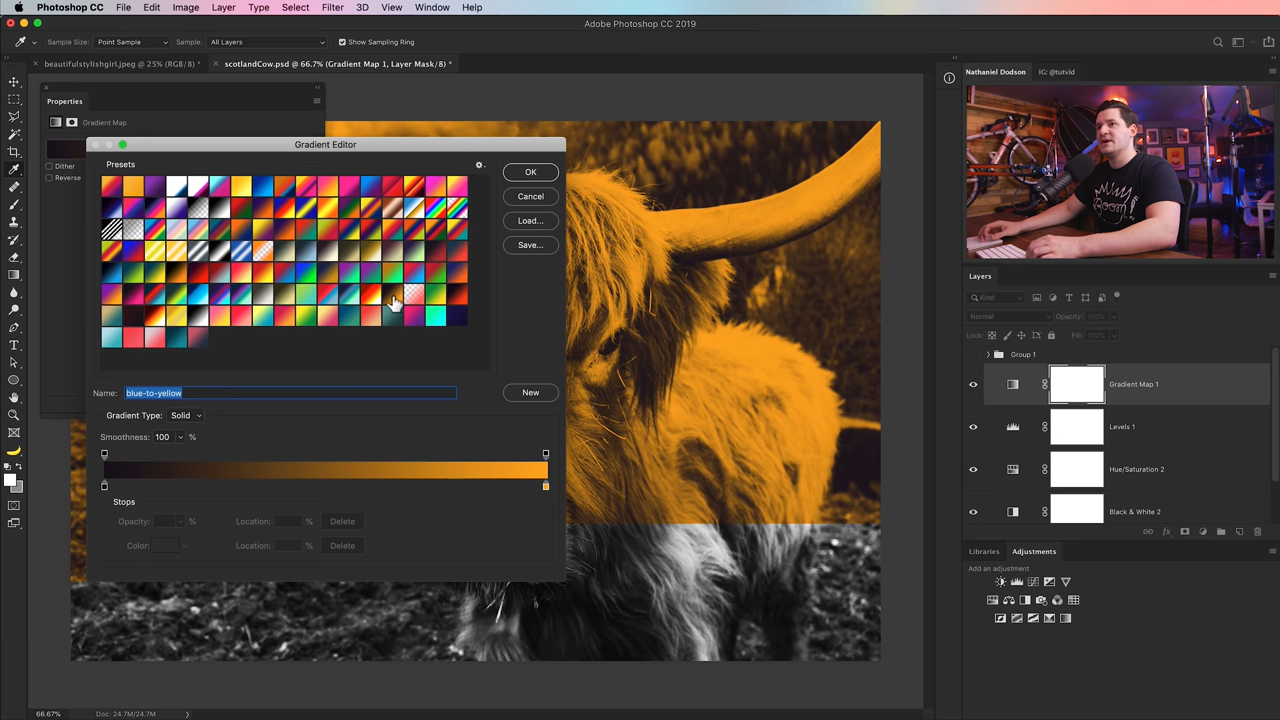 Photoshop CC File Edit Image Layer Type Select Filter 3D View Window Help
Adobe Photoshop CC 2019
Sample Size: Point Sample Sample: All Layers Show Sampling Ring
beautifulstylishgirl.jpeg @ 25% (RGB/8) * scotlandCow.psd @ 66.7% (Gradient Map 1, Layer Mask/8) *
Nathaniel Dodson IG: @tutvid
Properties
Gradient Map
Dither
Reverse
Gradient Editor
Presets
OK
Cancel
Load...
Save...
Name: blue-to-yellow
New
Gradient Type: Solid
Smoothness: 100 %
Stops
Opacity: % Location: % Delete
Color: Location: % Delete
BOOM!
Layers
Kind
Normal Opacity: 100%
Lock: Fill: 100%
Group 1
Gradient Map 1
Levels 1
Hue/Saturation 2
Black & White 2
Libraries Adjustments
Add an adjustment
66.67% Doc: 24.7M/24.7M